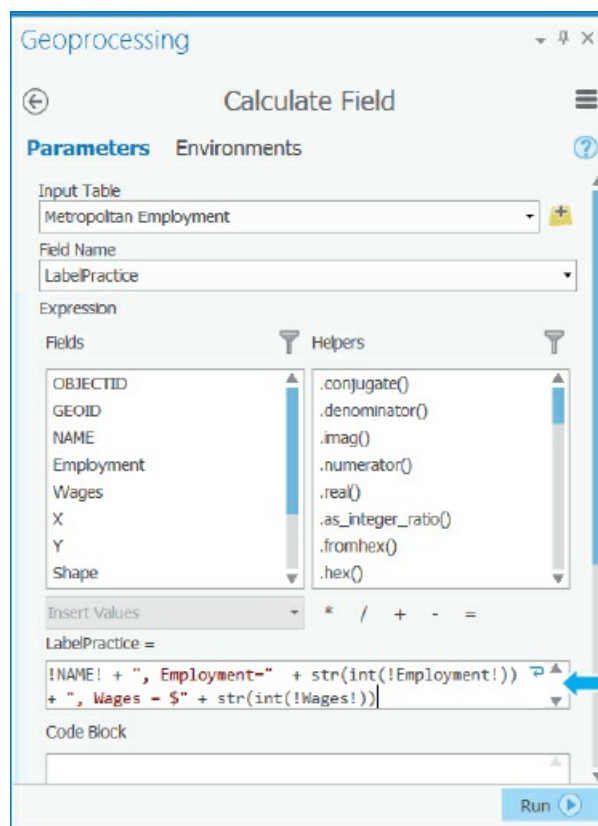 Geoprocessing
Calculate Field
Parameters Environments
Input Table
Metropolitan Employment
Field Name
LabelPractice
Expression
Fields Helpers
OBJECTID .conjugate()
GEOID .denominator()
NAME .imag()
Employment .numerator()
Wages .real()
X .as_integer_ratio()
Y .fromhex()
Shape .hex()
Insert Values * / + - =
LabelPractice =
!NAME! + ", Employment=" + str(int(!Employment!))
+ ", Wages = $" + str(int(!Wages!))
Code Block
Run